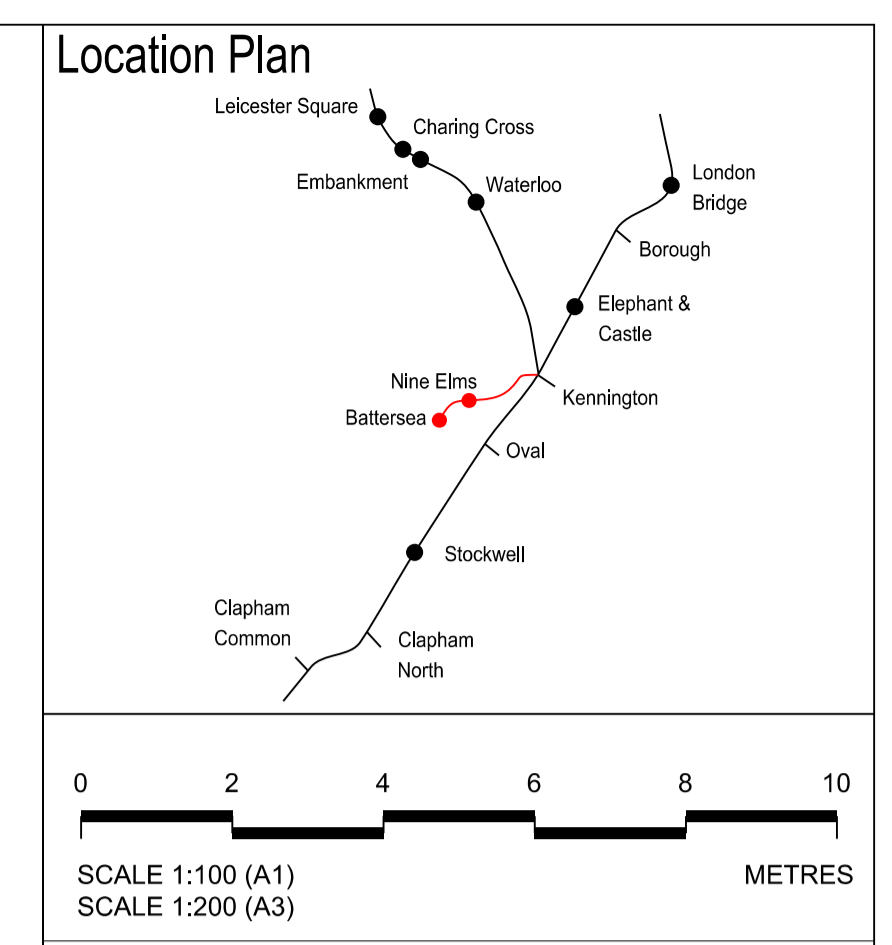 Location Plan
Leicester Square
Charing Cross
Embankment
Waterloo
London
Bridge
Borough
Elephant &
Castle
Nine Elms
Kennington
Battersea
Oval
Stockwell
Clapham
Common
Clapham
North
0 2 4 6 8 10
SCALE 1:100 (A1) METRES
SCALE 1:200 (A3)